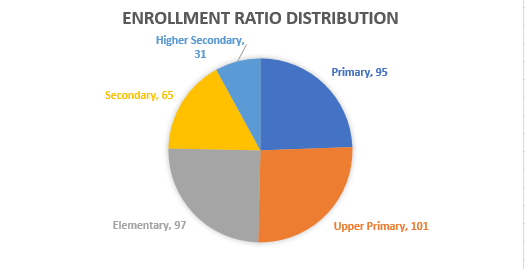 ENROLLMENT RATIO DISTRIBUTION
Higher Secondary,
31
Primary, 95
Secondary, 65
Elementary, 97
Upper Primary, 101